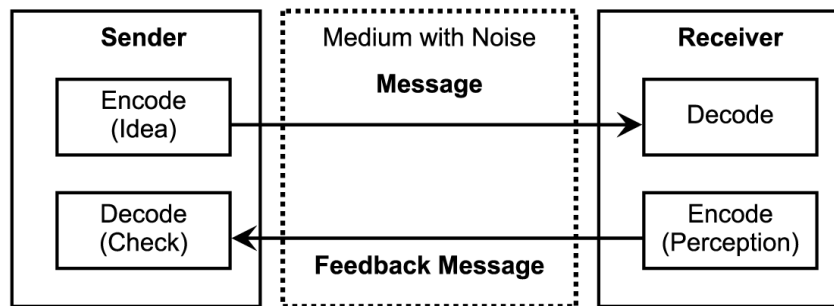 Sender
Medium with Noise
Receiver
Message
Encode
(Idea)
Decode
Decode
(Check)
Encode
(Perception)
Feedback Message